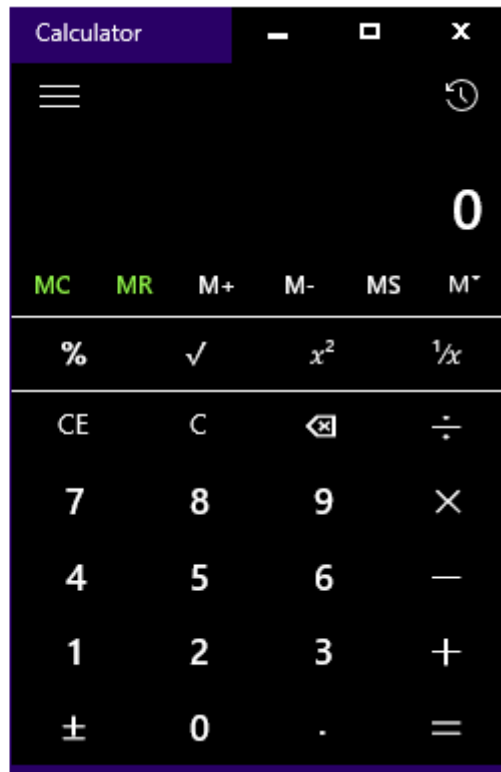 Calculator
0
MC MR M+ M- MS M˅
% √ x² ¹/x
CE C ⌫ ÷
7 8 9 ×
4 5 6 −
1 2 3 +
± 0 . =